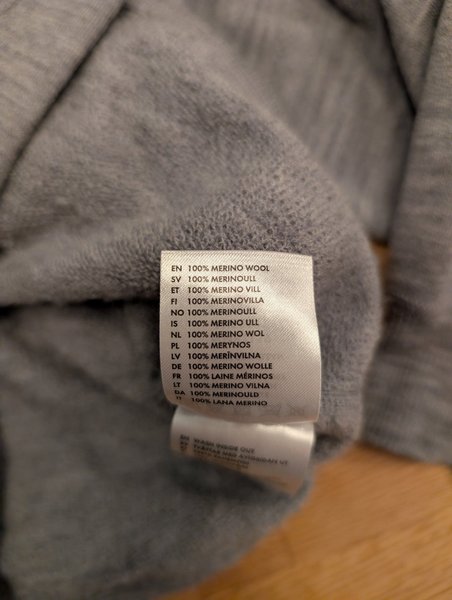 EN 100% MERINO WOOL
SV 100% MERINOULL
ET 100% MERINO VILL
FI 100% MERINOVILLA
NO 100% MERINOULL
IS 100% MERINO ULL
NL 100% MERINO WOL
PL 100% MERYNOS
LV 100% MERĪNVILNA
DE 100% MERINO WOLLE
FR 100% LAINE MÉRINOS
LT 100% MERINO VILNA
DA 100% MERINOULD
IT 100% LANA MERINO
EN WASH INSIDE OUT